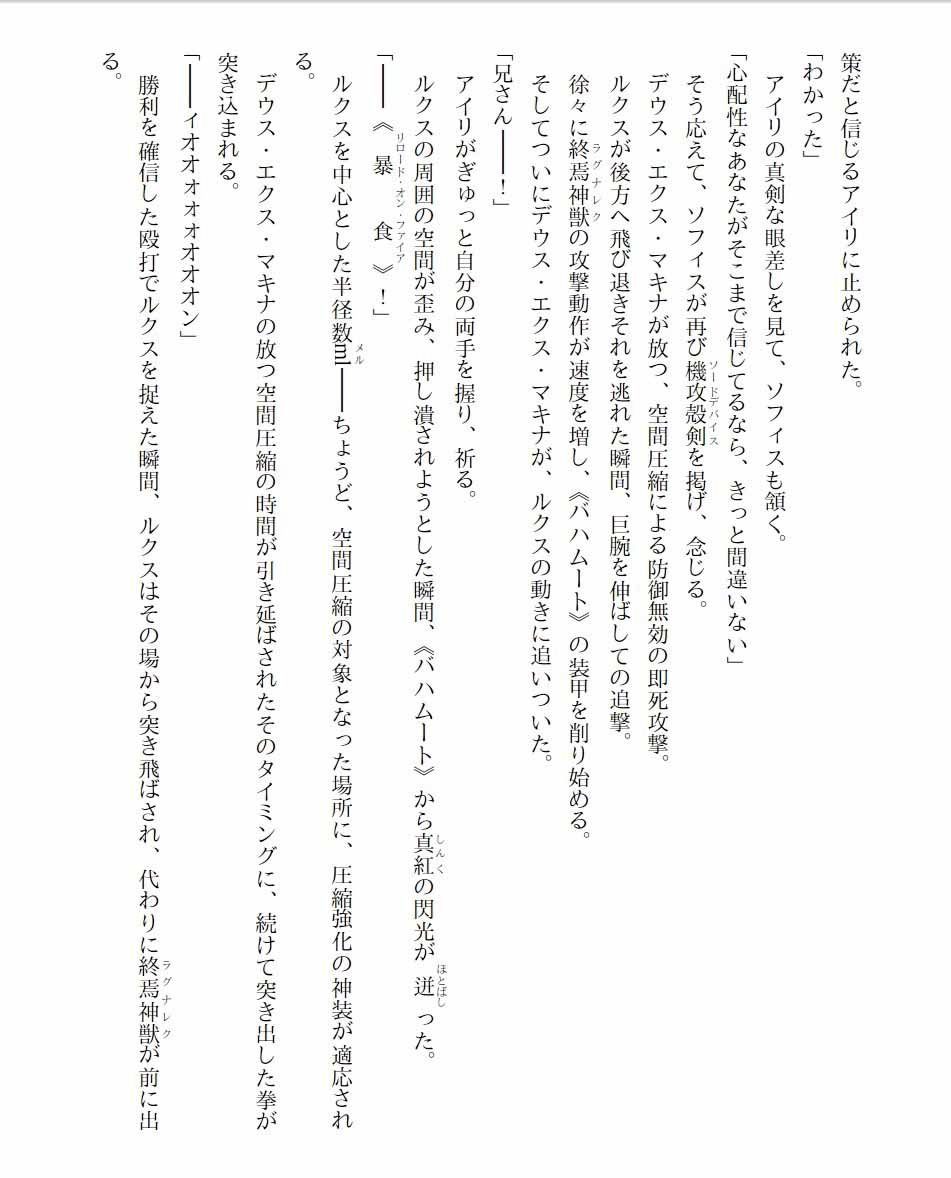 策だと信じるアイリに止められた。
「わかった」
アイリの真剣な眼差しを見て、ソフィスも頷く。
「心配性なあなたがそこまで信じてるなら、きっと間違いない」
そう応えて、ソフィスが再び機攻殻剣を掲げ、念じる。
ソードデバイス
デウス・エクス・マキナが放つ、空間圧縮による防御無効の即死攻撃。
ルクスが後方へ飛び退きそれを逃れた瞬間、巨腕を伸ばしての追撃。
徐々に終焉神獣の攻撃動作が速度を増し、《バハムート》の装甲を削り始める。
ラグナレク
そしてついにデウス・エクス・マキナが、ルクスの動きに追いついた。
「兄さん――！」
アイリがぎゅっと自分の両手を握り、祈る。
ルクスの周囲の空間が歪み、押し潰されようとした瞬間、《バハムート》から真紅の閃光が迸った。
しんく
ほとばし
「――《暴食》！」
リロード・オン・ファイア
ルクスを中心とした半径数ml――ちょうど、空間圧縮の対象となった場所に、圧縮強化の神装が適応され
メル
る。
デウス・エクス・マキナの放つ空間圧縮の時間が引き延ばされたそのタイミングに、続けて突き出した拳が
突き込まれる。
「――ィオオォォォオオオン」
勝利を確信した殴打でルクスを捉えた瞬間、ルクスはその場から突き飛ばされ、代わりに終焉神獣が前に出
ラグナレク
る。